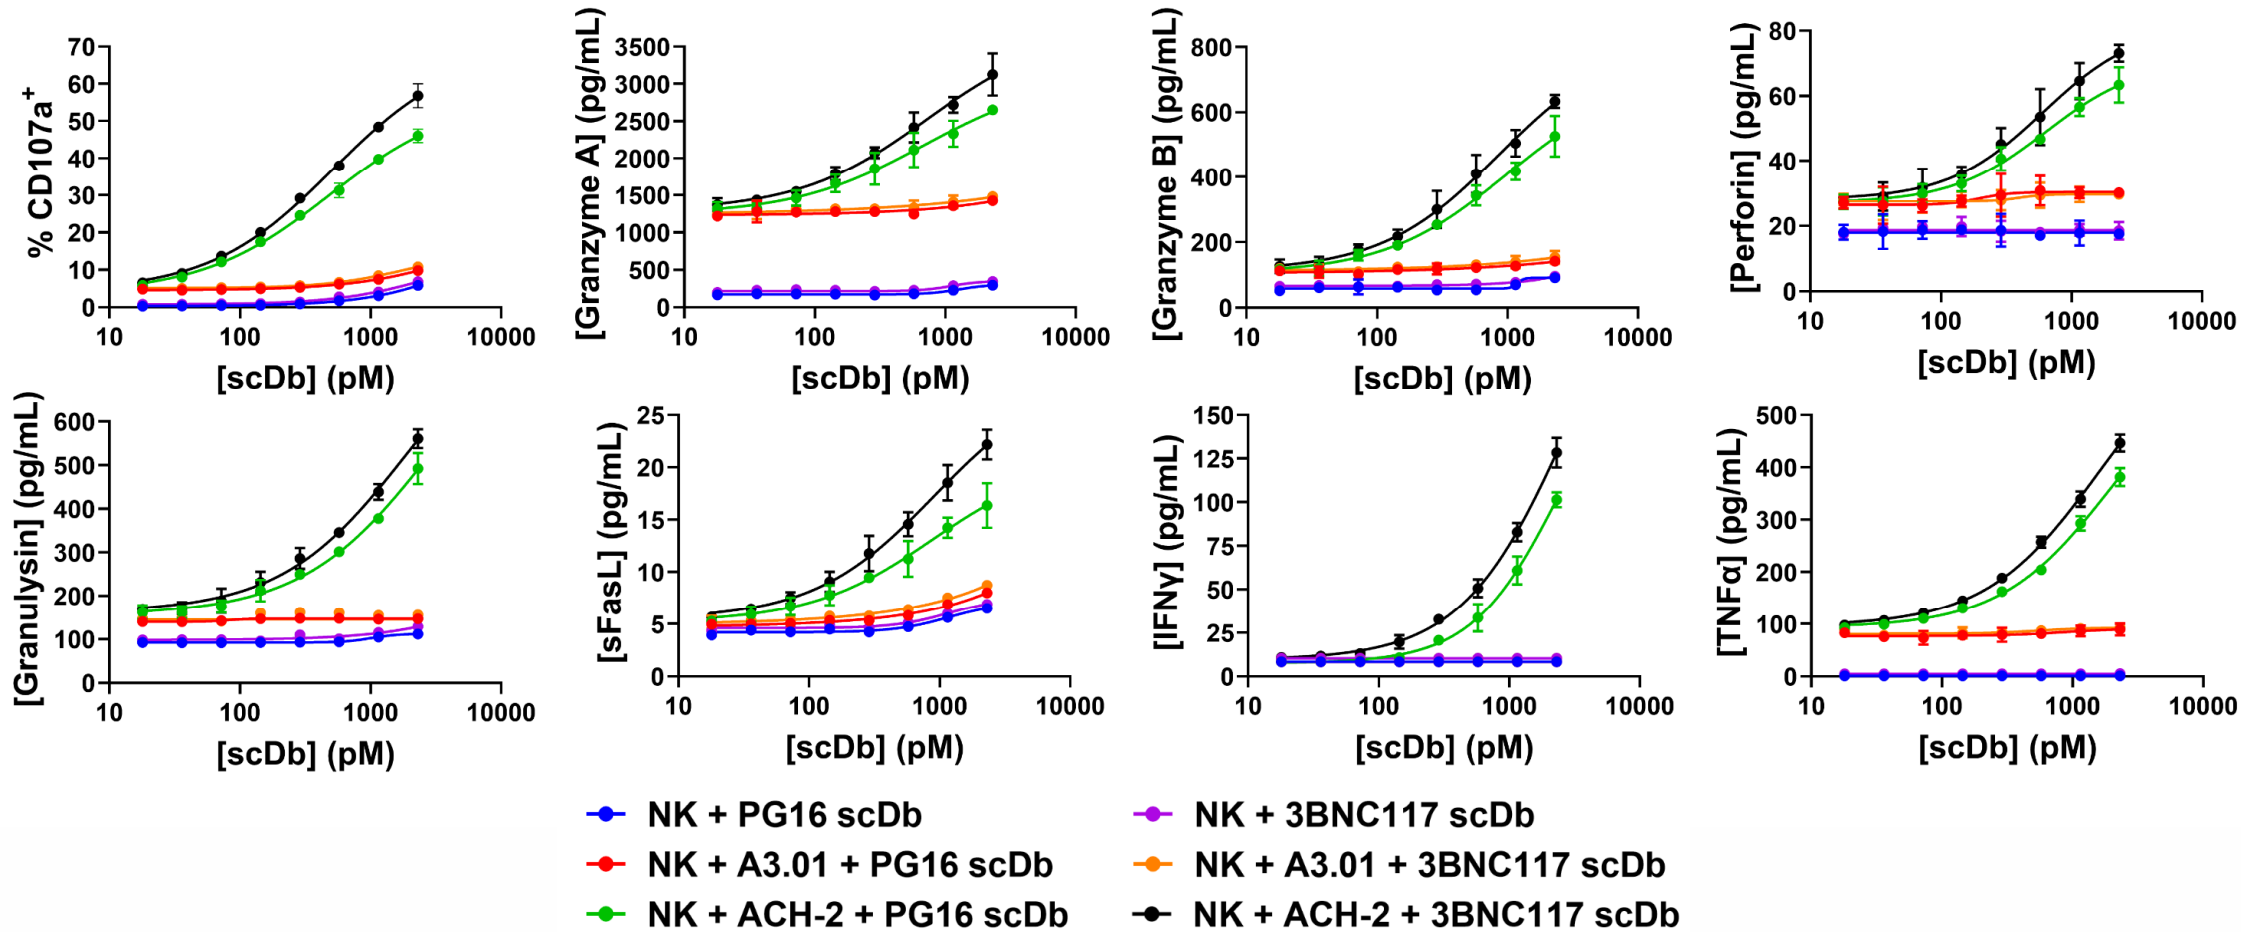 % CD107a+
70
60
50
40
30
20
10
0
10 100 1000 10000
[scDb] (pM)
[Granzyme A] (pg/mL)
3500
3000
2500
2000
1500
1000
500
0
10 100 1000 10000
[scDb] (pM)
[Granzyme B] (pg/mL)
800
600
400
200
0
10 100 1000 10000
[scDb] (pM)
[Perforin] (pg/mL)
80
60
40
20
0
10 100 1000 10000
[scDb] (pM)
[Granulysin] (pg/mL)
600
500
400
300
200
100
0
10 100 1000 10000
[scDb] (pM)
[sFasL] (pg/mL)
25
20
15
10
5
0
10 100 1000 10000
[scDb] (pM)
[IFNγ] (pg/mL)
150
125
100
75
50
25
0
10 100 1000 10000
[scDb] (pM)
[TNFα] (pg/mL)
500
400
300
200
100
0
10 100 1000 10000
[scDb] (pM)
NK + PG16 scDb
NK + 3BNC117 scDb
NK + A3.01 + PG16 scDb
NK + A3.01 + 3BNC117 scDb
NK + ACH-2 + PG16 scDb
NK + ACH-2 + 3BNC117 scDb